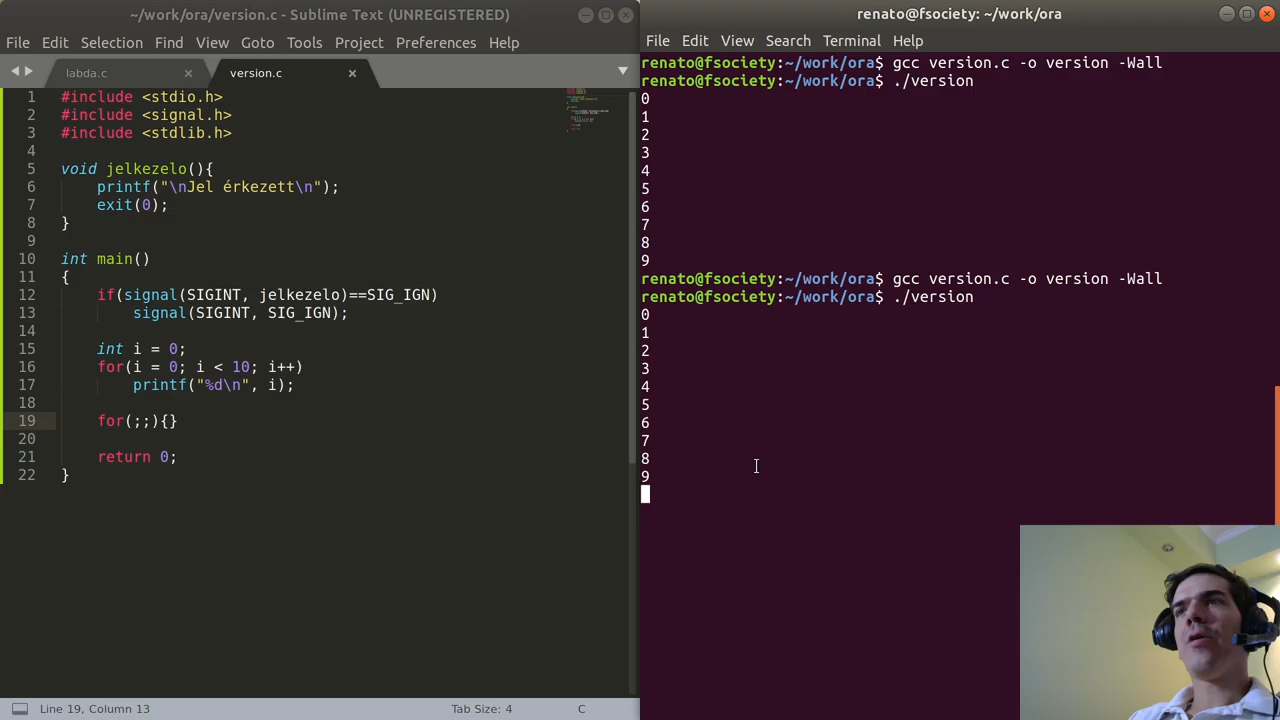 ~/work/ora/version.c - Sublime Text (UNREGISTERED)
File Edit Selection Find View Goto Tools Project Preferences Help
labda.c
version.c
1 #include <stdio.h>
2 #include <signal.h>
3 #include <stdlib.h>
4
5 void jelkezelo(){
6 printf("\nJel érkezett\n");
7 exit(0);
8 }
9
10 int main()
11 {
12 if(signal(SIGINT, jelkezelo)==SIG_IGN)
13 signal(SIGINT, SIG_IGN);
14
15 int i = 0;
16 for(i = 0; i < 10; i++)
17 printf("%d\n", i);
18
19 for(;;){}
20
21 return 0;
22 }
Line 19, Column 13
Tab Size: 4
C
renato@fsociety: ~/work/ora
File Edit View Search Terminal Help
renato@fsociety:~/work/ora$ gcc version.c -o version -Wall
renato@fsociety:~/work/ora$ ./version
0
1
2
3
4
5
6
7
8
9
renato@fsociety:~/work/ora$ gcc version.c -o version -Wall
renato@fsociety:~/work/ora$ ./version
0
1
2
3
4
5
6
7
8
9